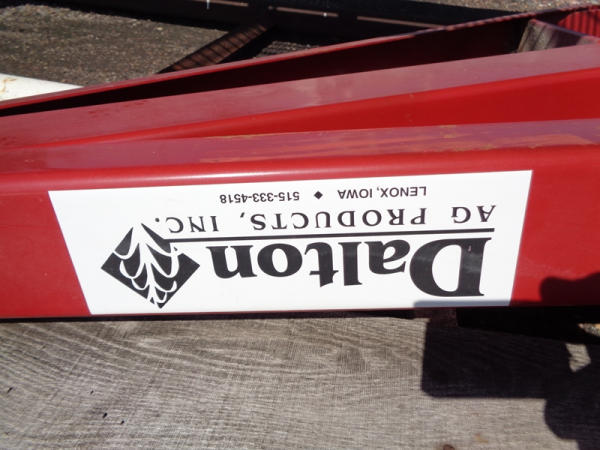 Dalton
AG PRODUCTS, INC.
LENOX, IOWA ♦ 515-333-4518